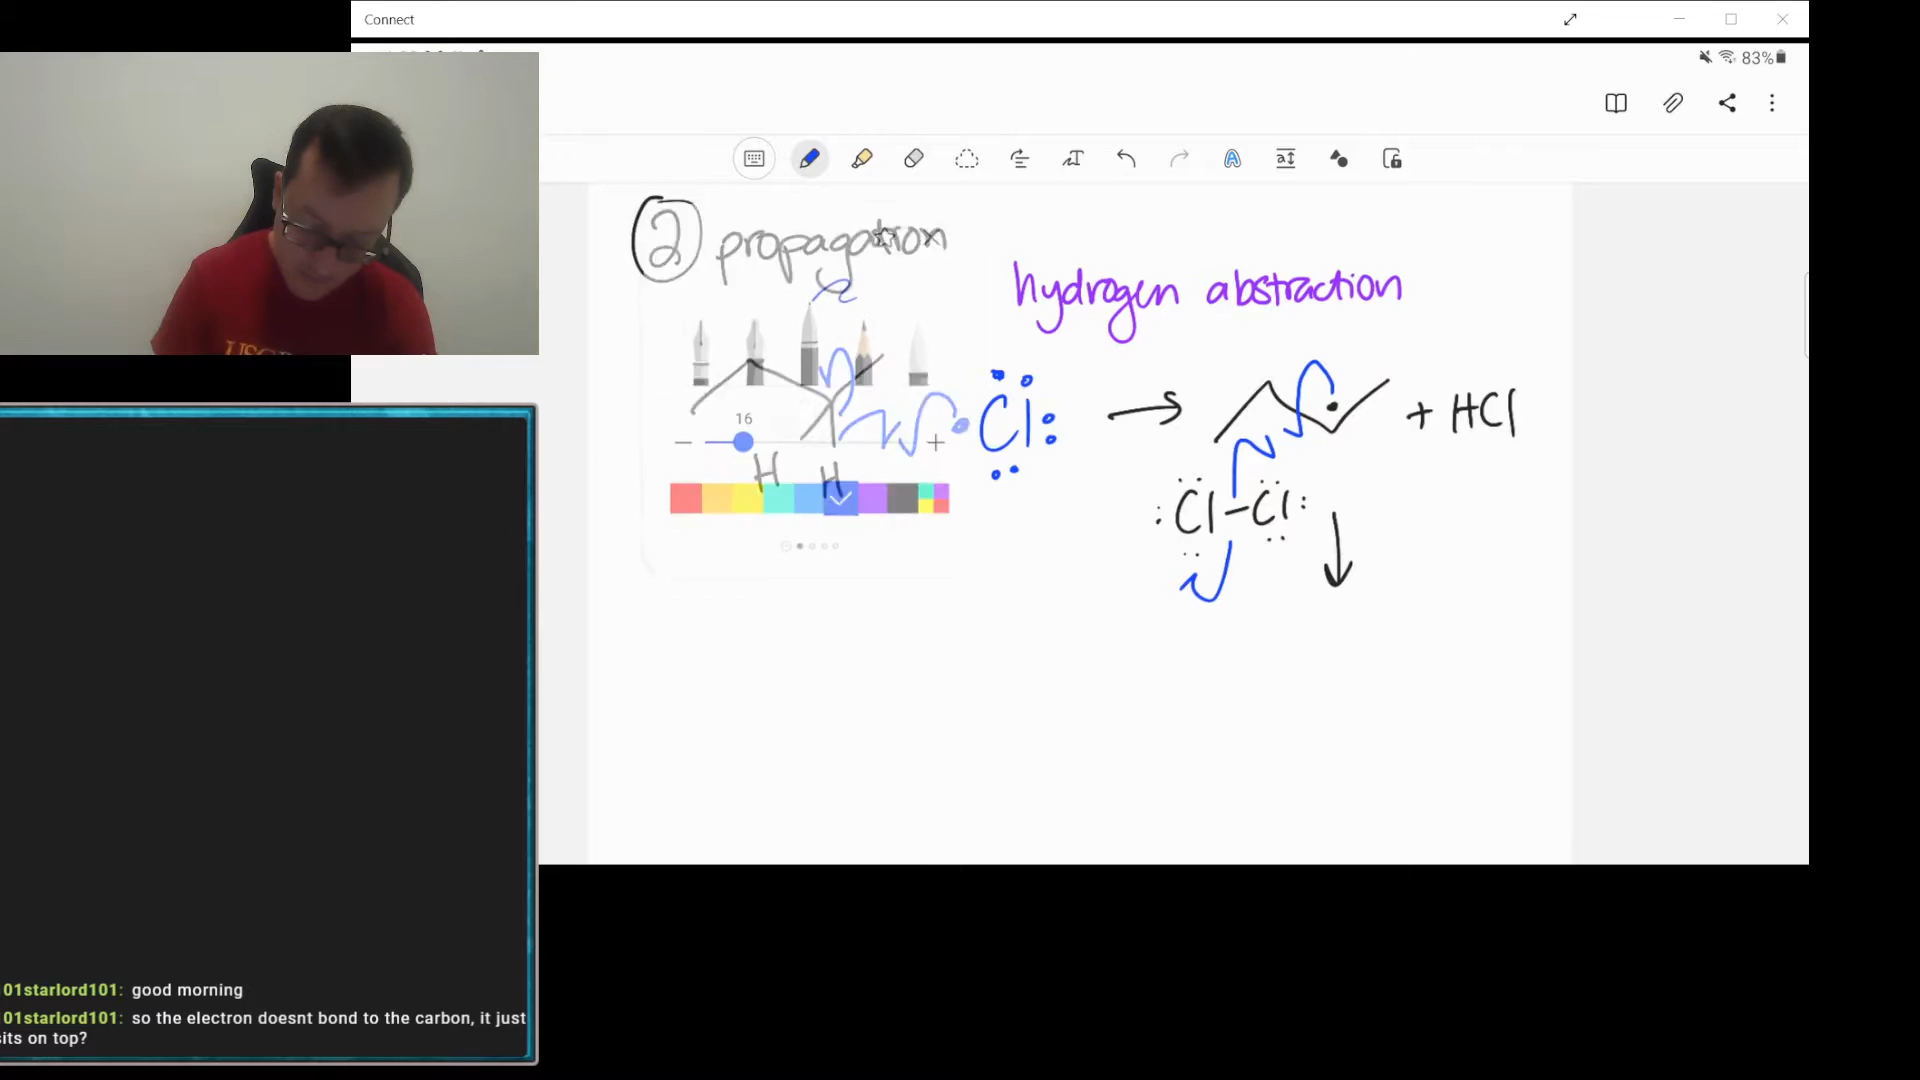 Connect
83%
② propagation
hydrogen abstraction
16
H H
Cl
+ HCl
Cl-Cl
USC
01starlord101: good morning
01starlord101: so the electron doesnt bond to the carbon, it just
sits on top?